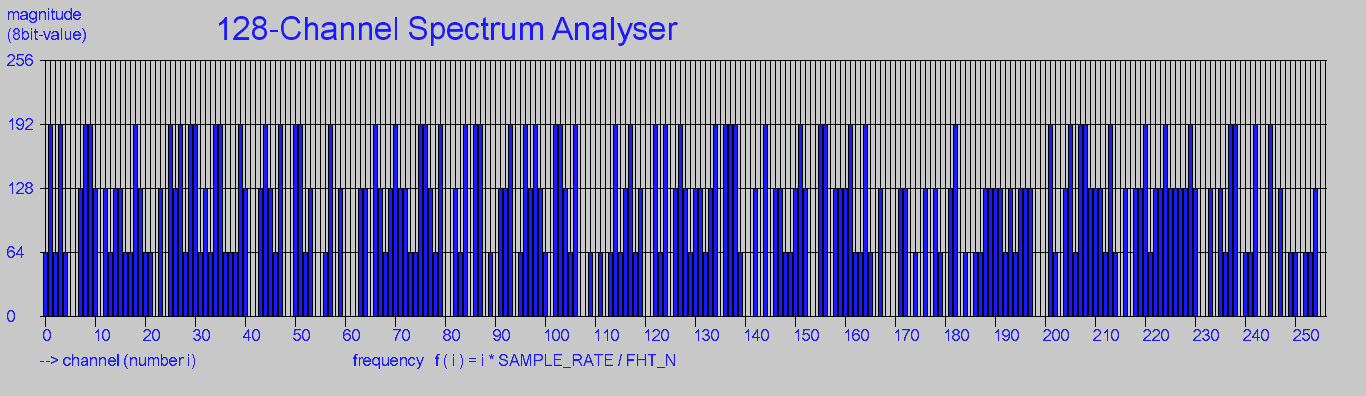 magnitude
(8bit-value)
128-Channel Spectrum Analyser
256
192
128
64
0
0 10 20 30 40 50 60 70 80 90 100 110 120 130 140 150 160 170 180 190 200 210 220 230 240 250
--> channel (number i) frequency f ( i ) = i * SAMPLE_RATE / FHT_N